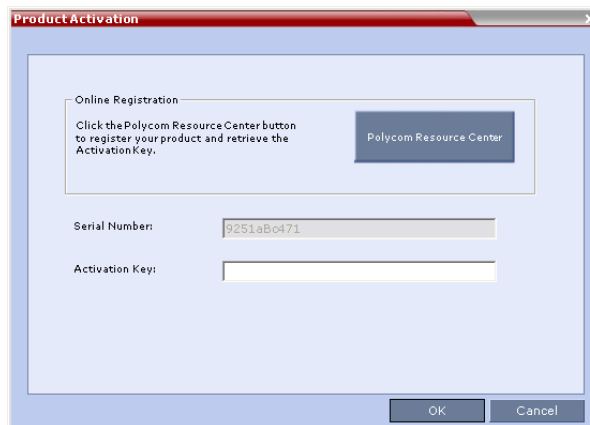 Product Activation
Online Registration
Click the Polycom Resource Center button
to register your product and retrieve the
Activation Key.
Polycom Resource Center
Serial Number:
9251aBc471
Activation Key:
OK
Cancel